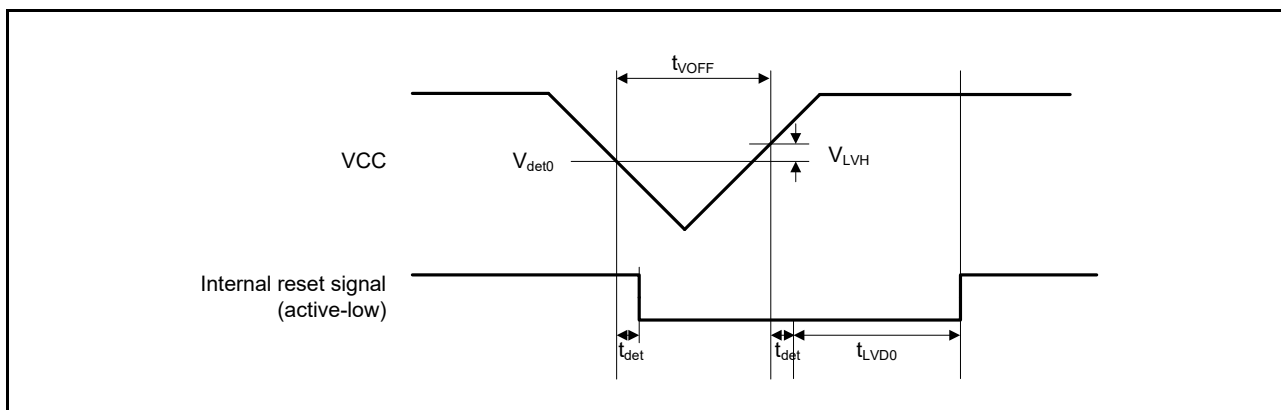 tVOFF
VCC
Vdet0
VLVH
Internal reset signal
(active-low)
tdet
tdet
tLVD0